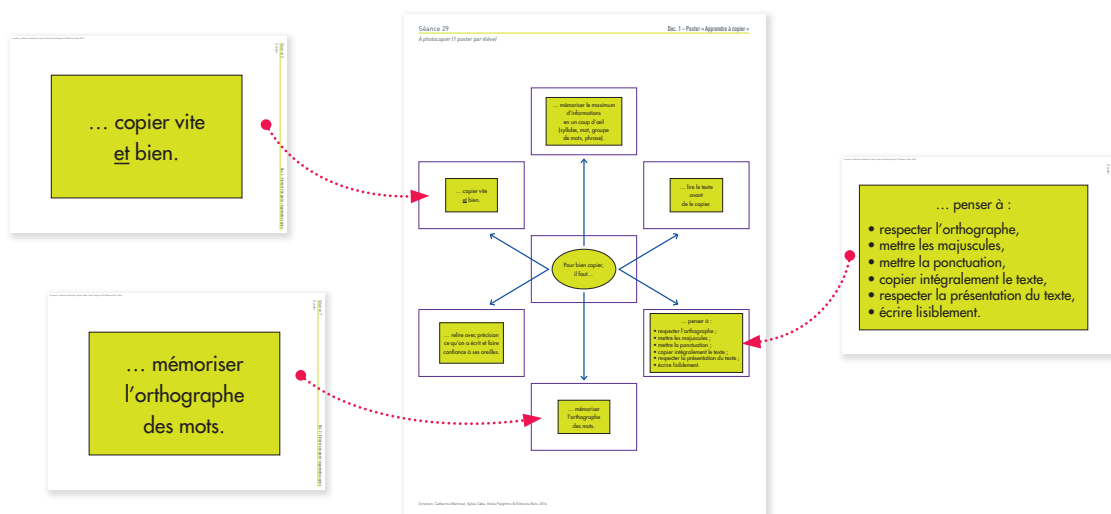 … copier vite
et bien.
… mémoriser
l'orthographe
des mots.
Séance 29
Doc. 1 – Poster « Apprendre à copier »
À photocopier (1 poster par élève)
… mémoriser le maximum
d'informations
en un coup d'œil
(syllabe, mot, groupe
de mots, phrase).
… copier vite
et bien.
… lire le texte
avant
de le copier.
Pour bien copier,
il faut…
… relire avec précision
ce qu'on a écrit et faire
confiance à ses oreilles.
… penser à :
• respecter l'orthographe ;
• mettre les majuscules ;
• mettre la ponctuation ;
• copier intégralement le texte ;
• respecter la présentation du texte ;
• écrire lisiblement.
… mémoriser
l'orthographe
des mots.
… penser à :
• respecter l'orthographe,
• mettre les majuscules,
• mettre la ponctuation,
• copier intégralement le texte,
• respecter la présentation du texte,
• écrire lisiblement.